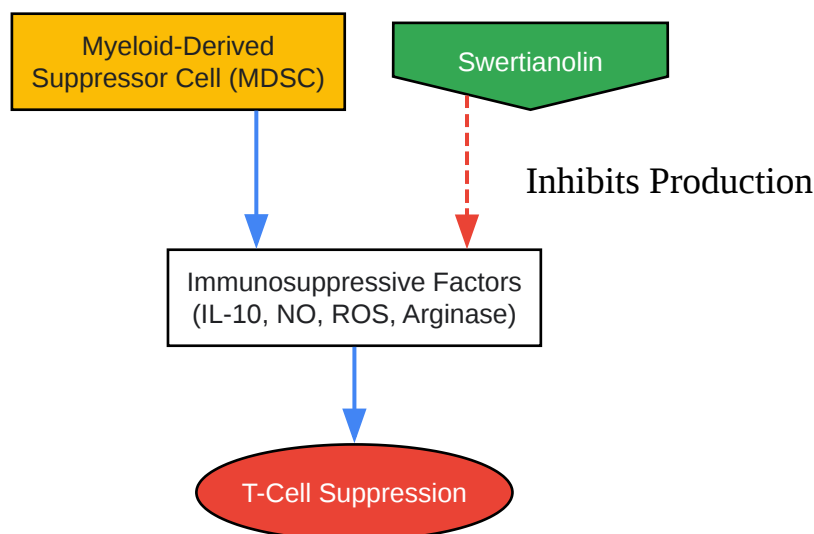 Myeloid-Derived
Suppressor Cell (MDSC)
Swertianolin
Inhibits Production
Immunosuppressive Factors
(IL-10, NO, ROS, Arginase)
T-Cell Suppression